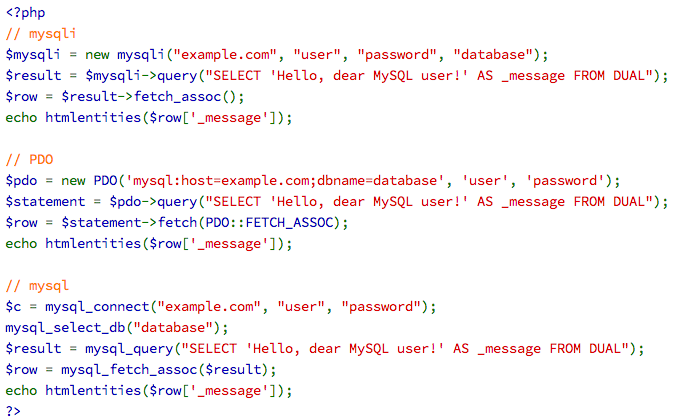 <?php
// mysqli
$mysqli = new mysqli("example.com", "user", "password", "database");
$result = $mysqli->query("SELECT 'Hello, dear MySQL user!' AS _message FROM DUAL");
$row = $result->fetch_assoc();
echo htmlentities($row['_message']);

// PDO
$pdo = new PDO('mysql:host=example.com;dbname=database', 'user', 'password');
$statement = $pdo->query("SELECT 'Hello, dear MySQL user!' AS _message FROM DUAL");
$row = $statement->fetch(PDO::FETCH_ASSOC);
echo htmlentities($row['_message']);

// mysql
$c = mysql_connect("example.com", "user", "password");
mysql_select_db("database");
$result = mysql_query("SELECT 'Hello, dear MySQL user!' AS _message FROM DUAL");
$row = mysql_fetch_assoc($result);
echo htmlentities($row['_message']);
?>